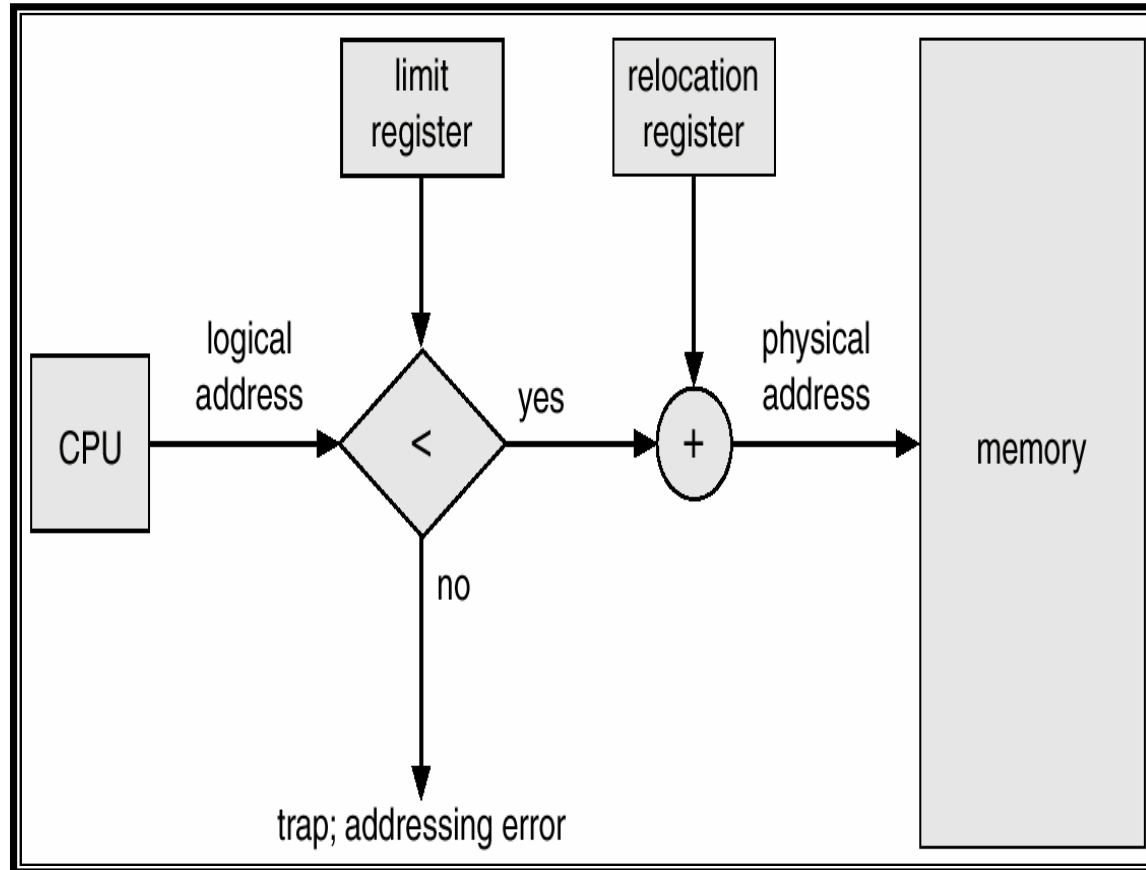 limit
register
relocation
register
logical
address
physical
address
yes
CPU
<
+
memory
no
trap; addressing error